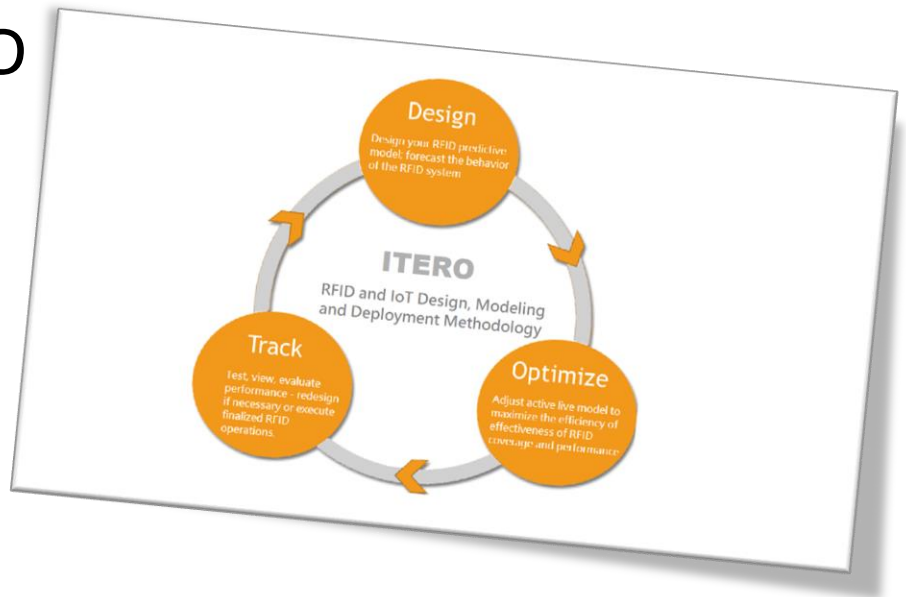 O
Design
Design your RFID predictive
model; forecast the behavior
of the RFID system
ITERO
RFID and IoT Design, Modeling
and Deployment Methodology
Track
Test, view, evaluate
performance - redesign
if necessary or execute
finalized RFID
operations.
Optimize
Adjust active live model to
maximize the efficiency of
effectiveness of RFID
coverage and performance